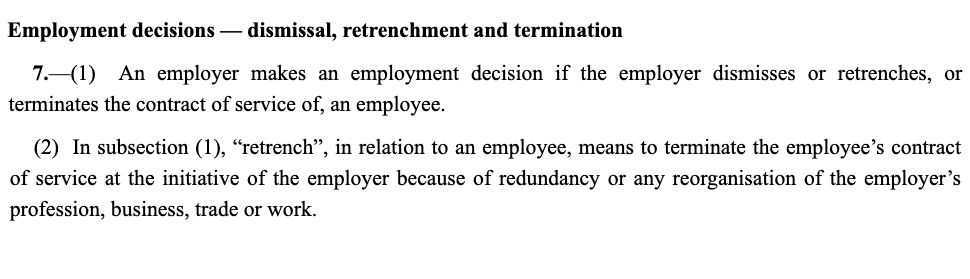 Employment decisions — dismissal, retrenchment and termination
7.—(1) An employer makes an employment decision if the employer dismisses or retrenches, or
terminates the contract of service of, an employee.
(2) In subsection (1), “retrench”, in relation to an employee, means to terminate the employee’s contract
of service at the initiative of the employer because of redundancy or any reorganisation of the employer’s
profession, business, trade or work.